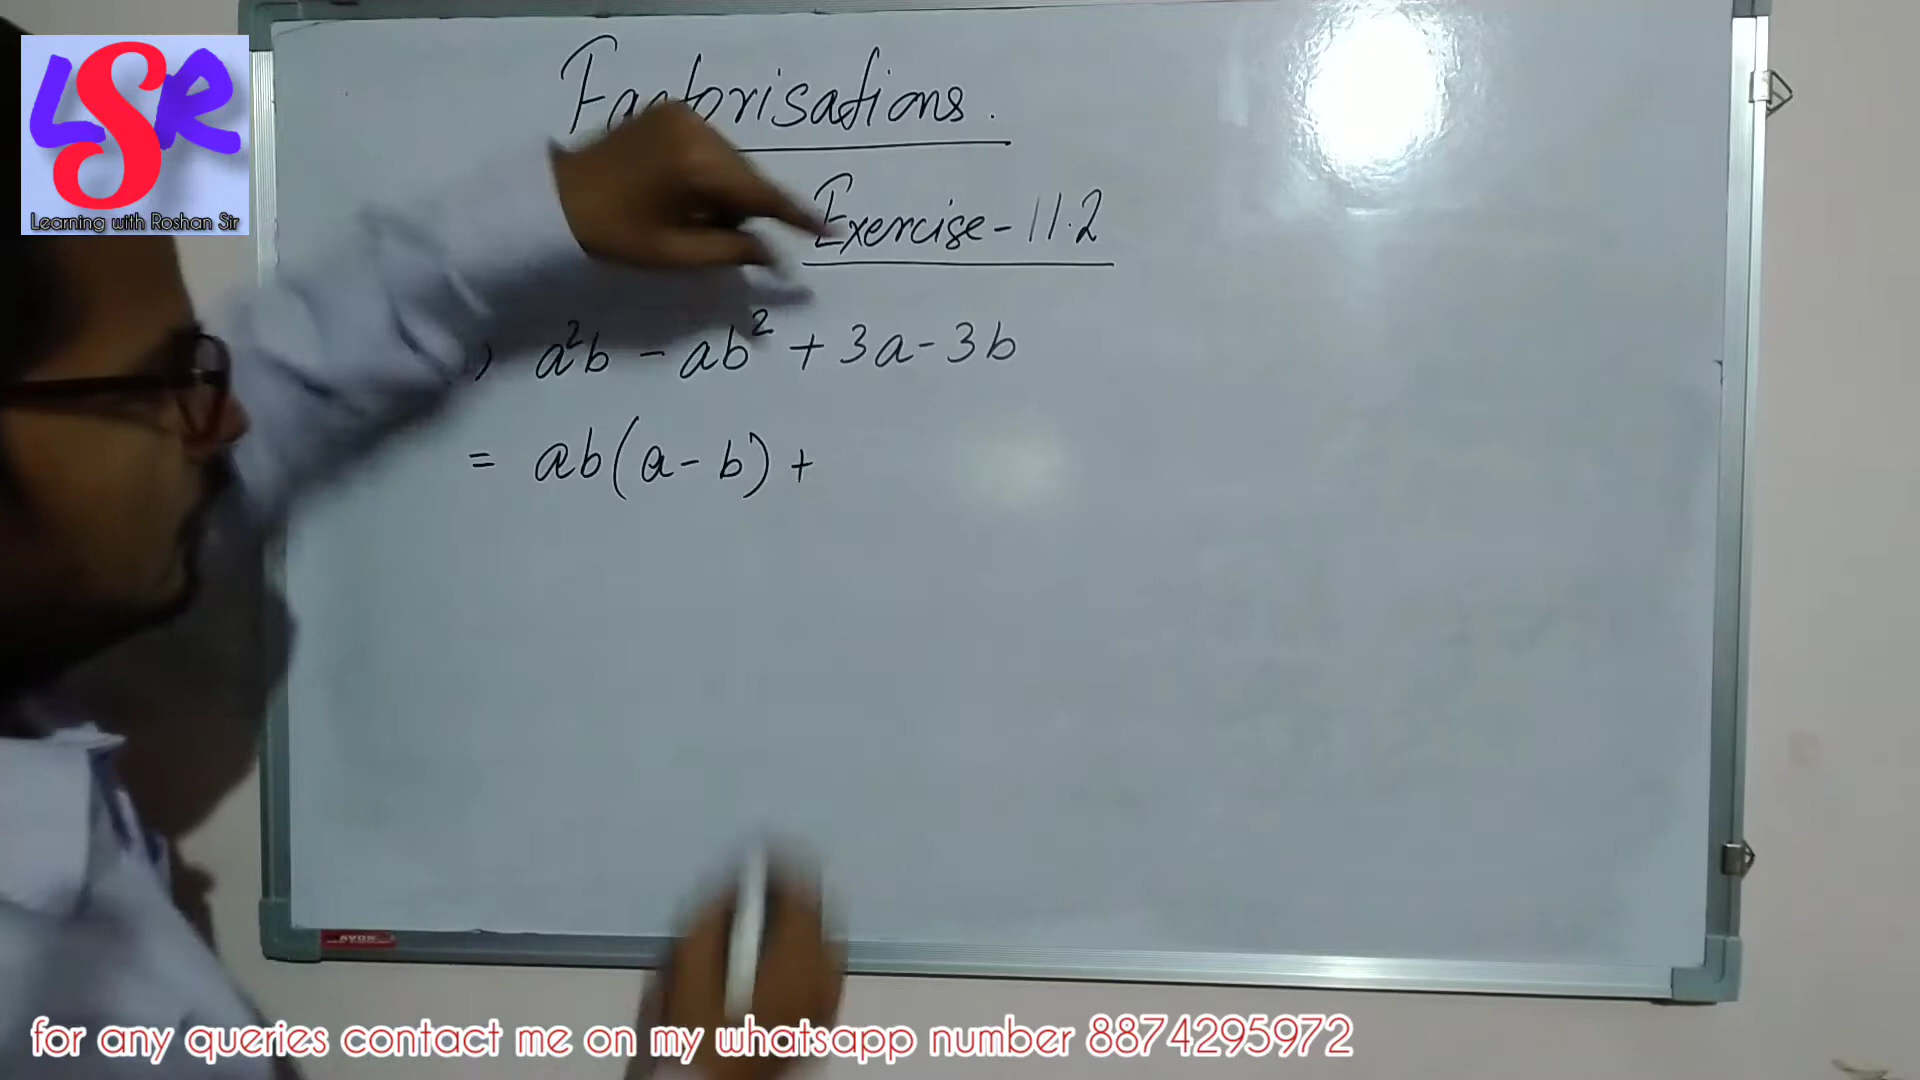 LSR
Learning with Roshan Sir
Factorisations.
Exercise-11.2
) a²b - ab² + 3a - 3b
= ab(a - b) +
AVON
for any queries contact me on my whatsapp number 8874295972